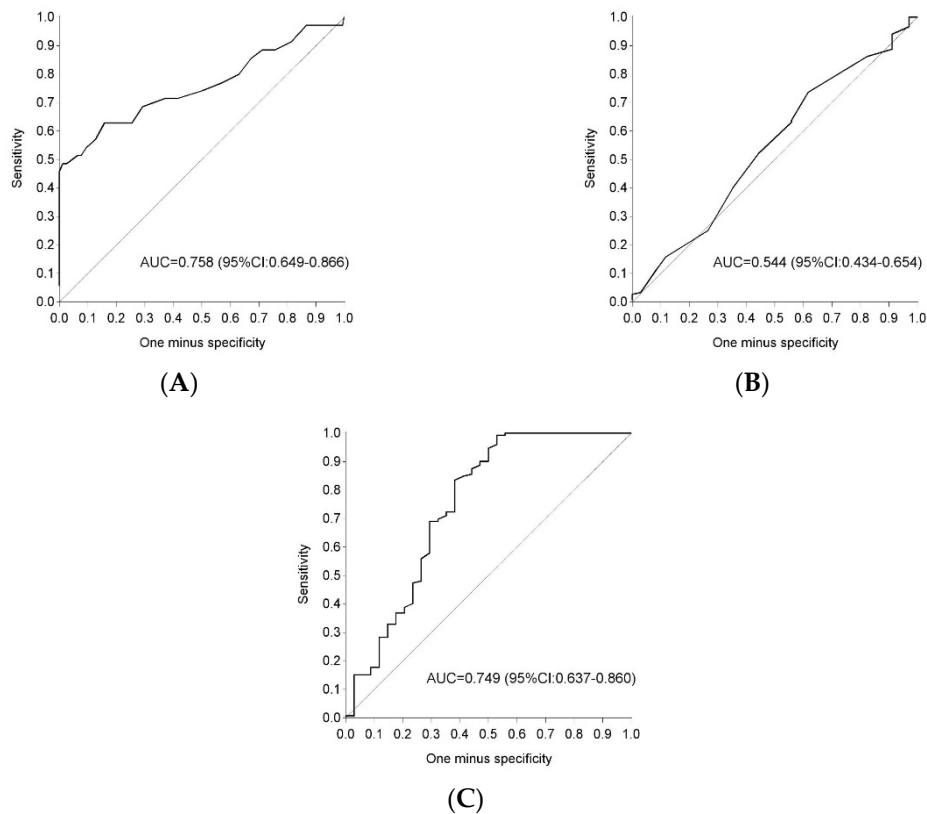 1.0
0.9
0.8
0.7
0.6
0.5
0.4
0.3
0.2
0.1
0.0
Sensitivity
AUC=0.758 (95%CI:0.649-0.866)
0.0 0.1 0.2 0.3 0.4 0.5 0.6 0.7 0.8 0.9 1.0
One minus specificity
(A)
1.0
0.9
0.8
0.7
0.6
0.5
0.4
0.3
0.2
0.1
0.0
Sensitivity
AUC=0.544 (95%CI:0.434-0.654)
0.0 0.1 0.2 0.3 0.4 0.5 0.6 0.7 0.8 0.9 1.0
One minus specificity
(B)
1.0
0.9
0.8
0.7
0.6
0.5
0.4
0.3
0.2
0.1
0.0
Sensitivity
AUC=0.749 (95%CI:0.637-0.860)
0.0 0.1 0.2 0.3 0.4 0.5 0.6 0.7 0.8 0.9 1.0
One minus specificity
(C)